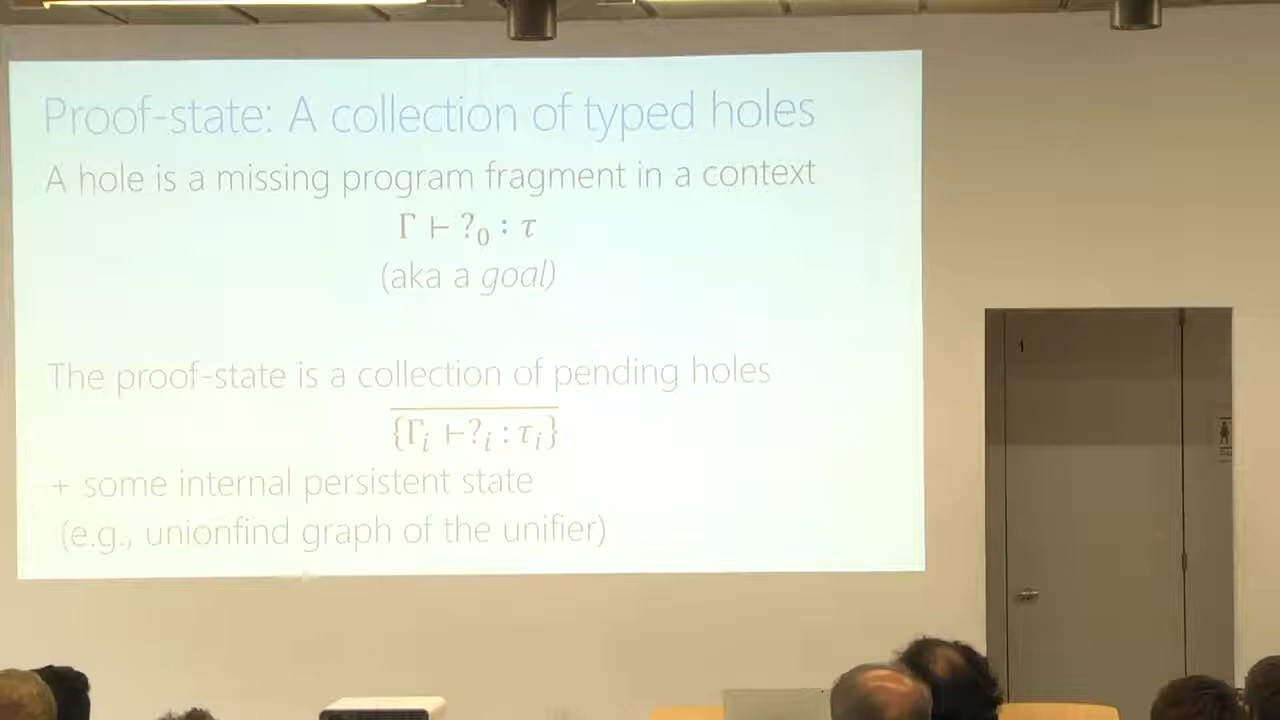 Proof-state: A collection of typed holes
A hole is a missing program fragment in a context
Γ ⊢ ?₀ : τ
(aka a goal)
The proof-state is a collection of pending holes
{Γᵢ ⊢?ᵢ : τᵢ}
+ some internal persistent state
(e.g., unionfind graph of the unifier)
1